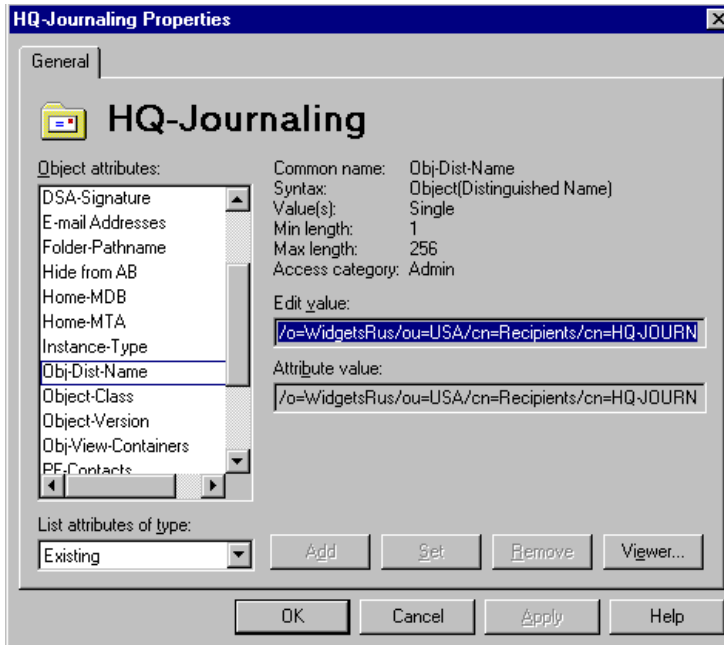 HQ-Journaling Properties
General
HQ-Journaling
Object attributes:
DSA-Signature
E-mail Addresses
Folder-Pathname
Hide from AB
Home-MDB
Home-MTA
Instance-Type
Obj-Dist-Name
Object-Class
Object-Version
Obj-View-Containers
PF-Contacts
List attributes of type:
Existing
Common name: Obj-Dist-Name
Syntax: Object(Distinguished Name)
Value(s): Single
Min length: 1
Max length: 256
Access category: Admin
Edit value:
/o=WidgetsRus/ou=USA/cn=Recipients/cn=HQ-JOURN
Attribute value:
/o=WidgetsRus/ou=USA/cn=Recipients/cn=HQ-JOURN
Add Set Remove Viewer...
OK Cancel Apply Help